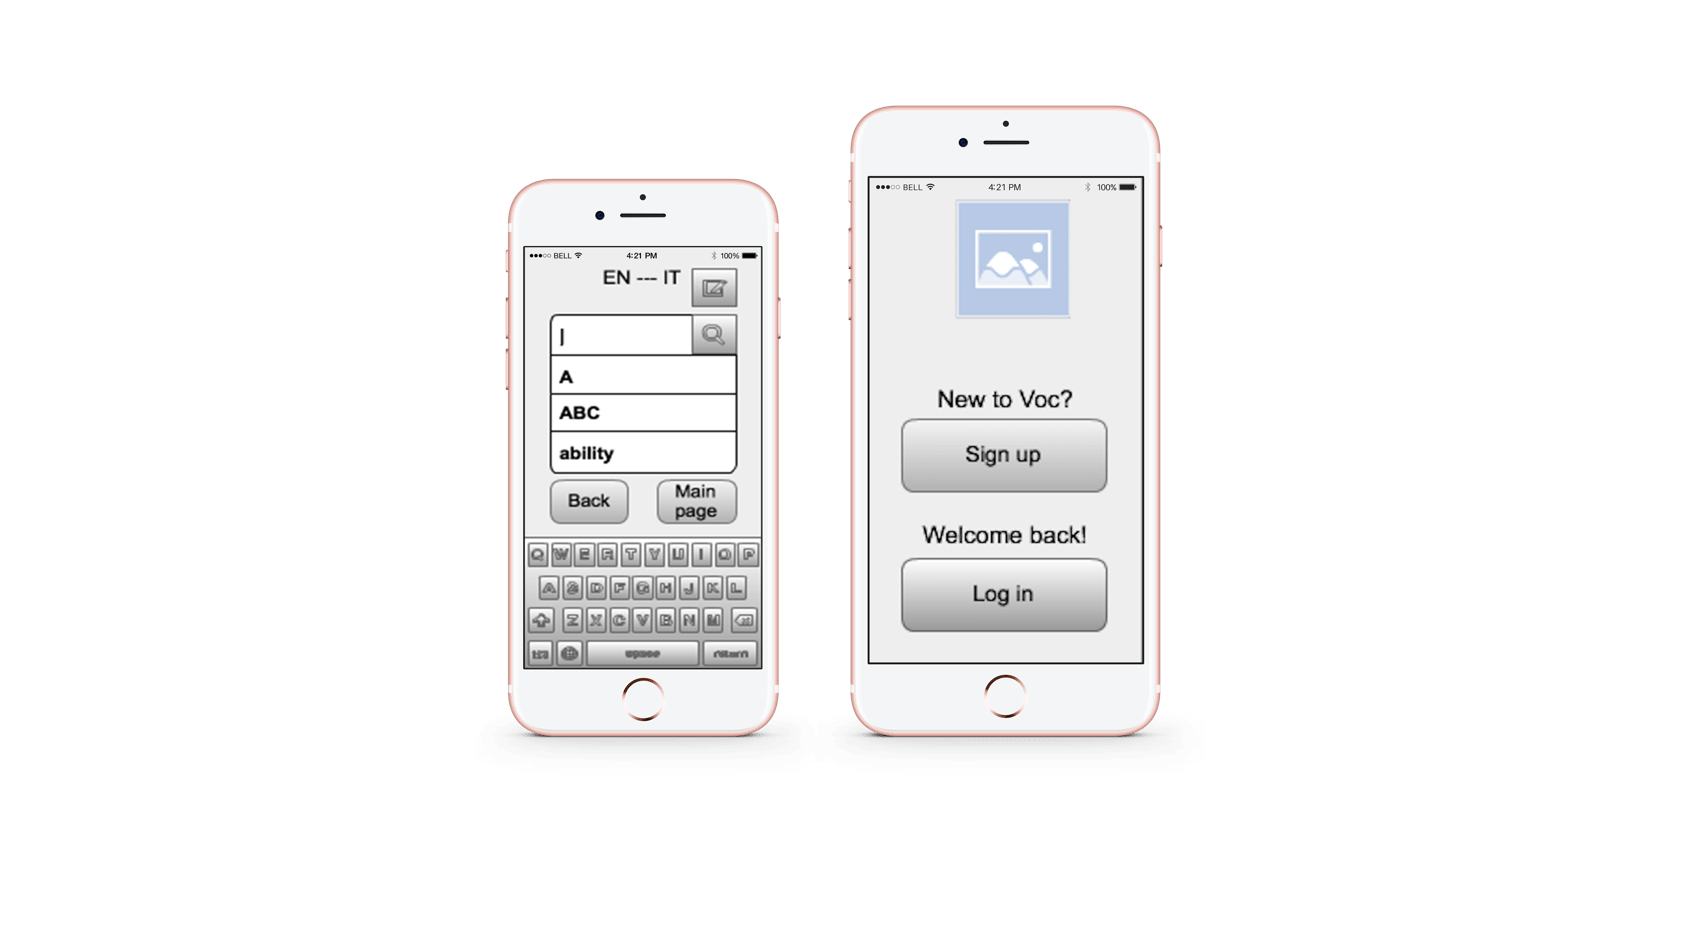 BELL 4:21 PM 100%
EN --- IT
A
ABC
ability
Back
Main
page
Q W E R T Y U I O P
A S D F G H J K L
Z X C V B N M
123 space return
BELL 4:21 PM 100%
New to Voc?
Sign up
Welcome back!
Log in